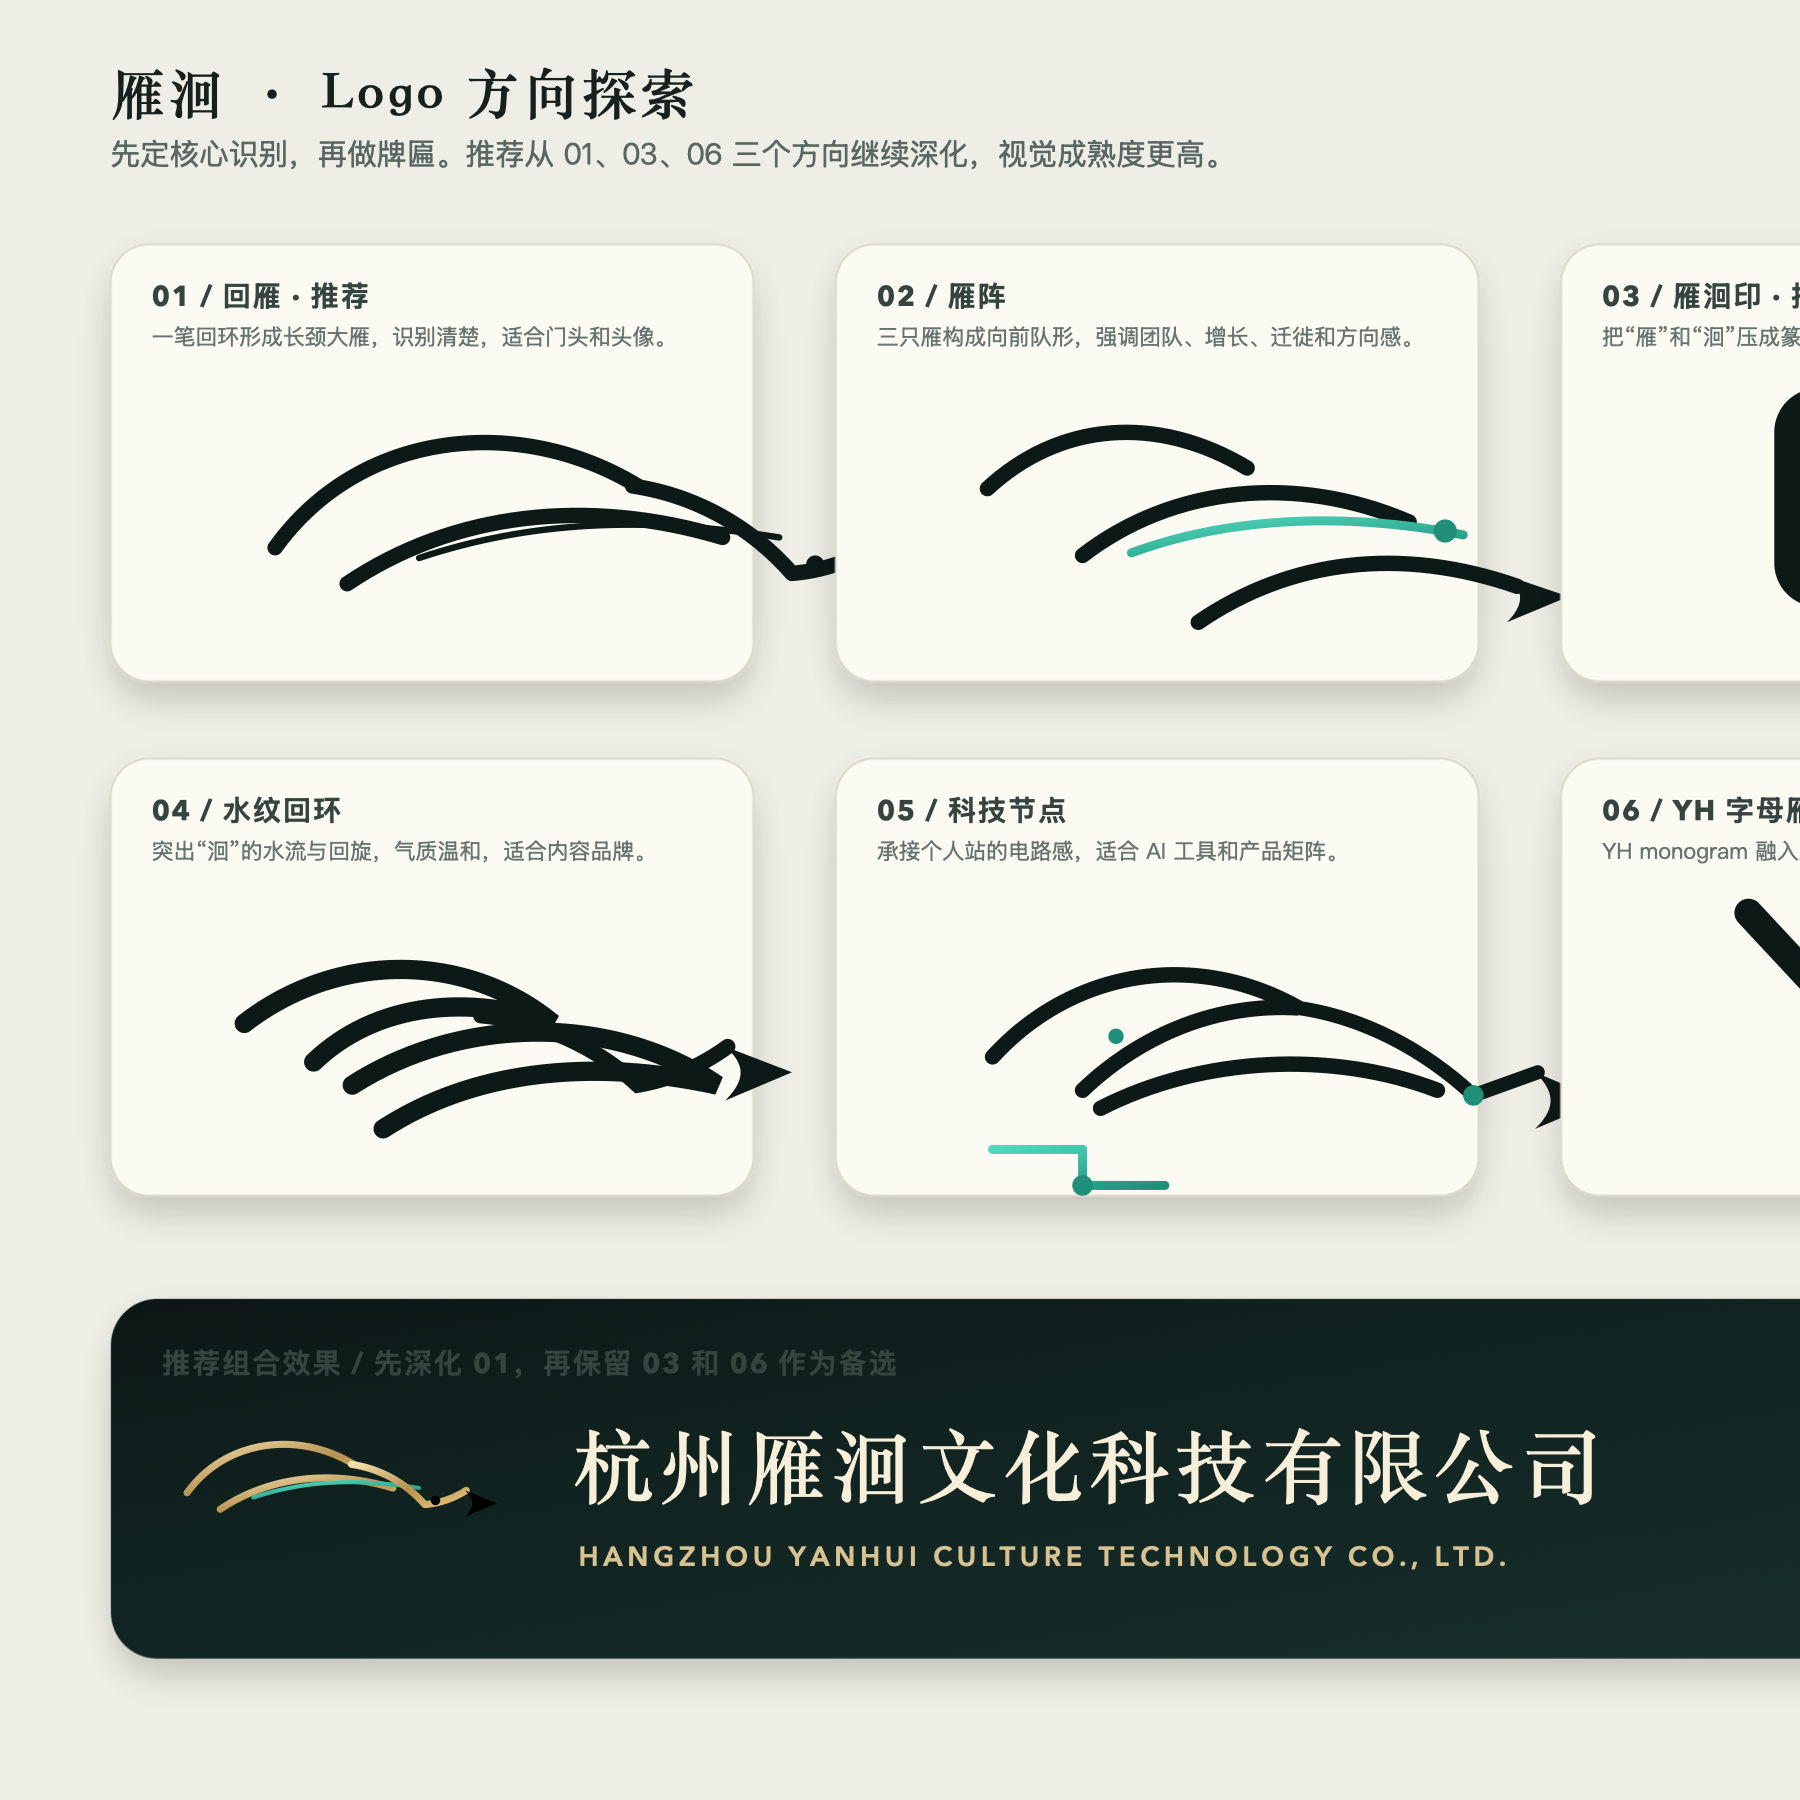 雁洄 · Logo 方向探索
先定核心识别，再做牌匾。推荐从 01、03、06 三个方向继续深化，视觉成熟度更高。
01 / 回雁 · 推荐
一笔回环形成长颈大雁，识别清楚，适合门头和头像。
02 / 雁阵
三只雁构成向前队形，强调团队、增长、迁徙和方向感。
03 / 雁洄印 ·
把“雁”和“洄”压成篆
04 / 水纹回环
突出“洄”的水流与回旋，气质温和，适合内容品牌。
05 / 科技节点
承接个人站的电路感，适合 AI 工具和产品矩阵。
06 / YH 字母
YH monogram 融入
推荐组合效果 / 先深化 01，再保留 03 和 06 作为备选
杭州雁洄文化科技有限公司
HANGZHOU YANHUI CULTURE TECHNOLOGY CO., LTD.